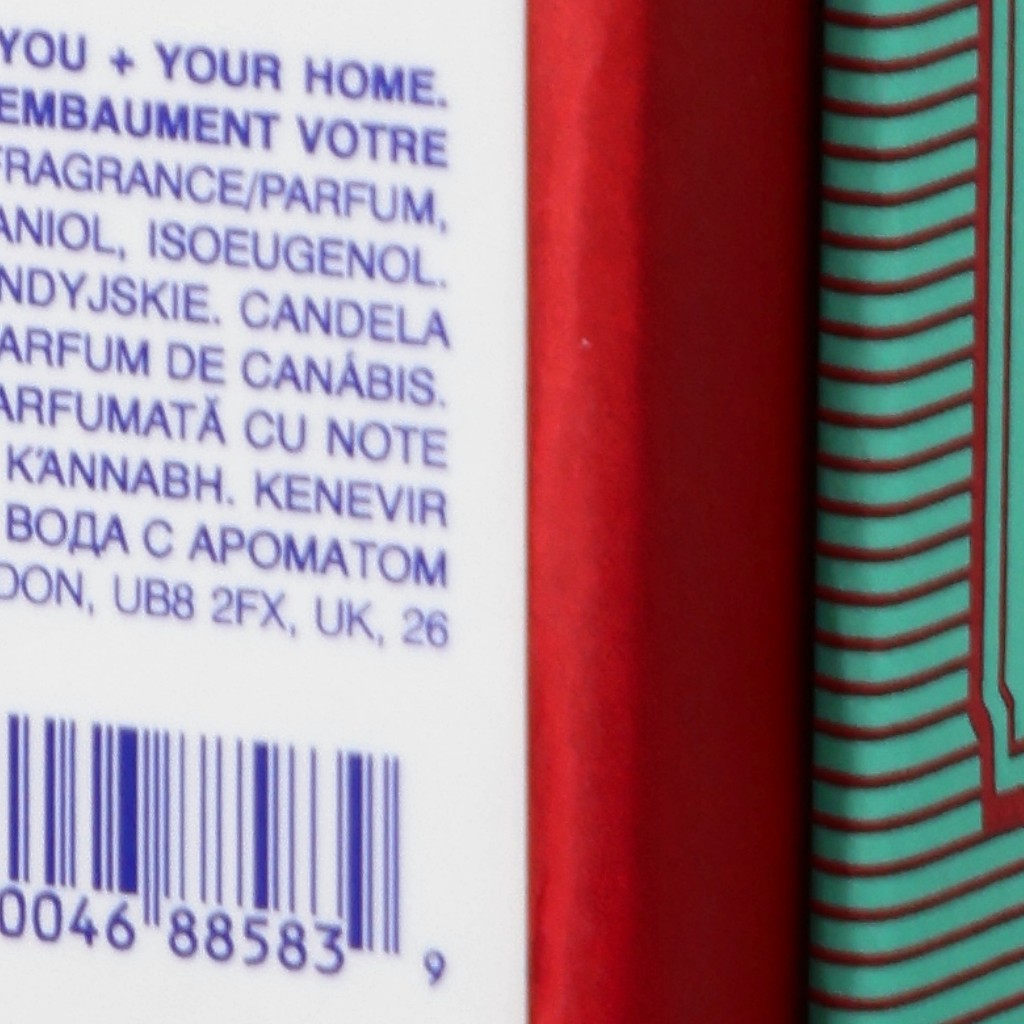 YOU + YOUR HOME.
EMBAUMENT VOTRE
FRAGRANCE/PARFUM,
ANIOL, ISOEUGENOL.
NDYJSKIE. CANDELA
ARFUM DE CANÁBIS.
ARFUMATĂ CU NOTE
ΚΆΝΝΑΒΗ. KENEVIR
ВОДА С АРОМАТОМ
DON, UB8 2FX, UK, 26
0046 88583 9